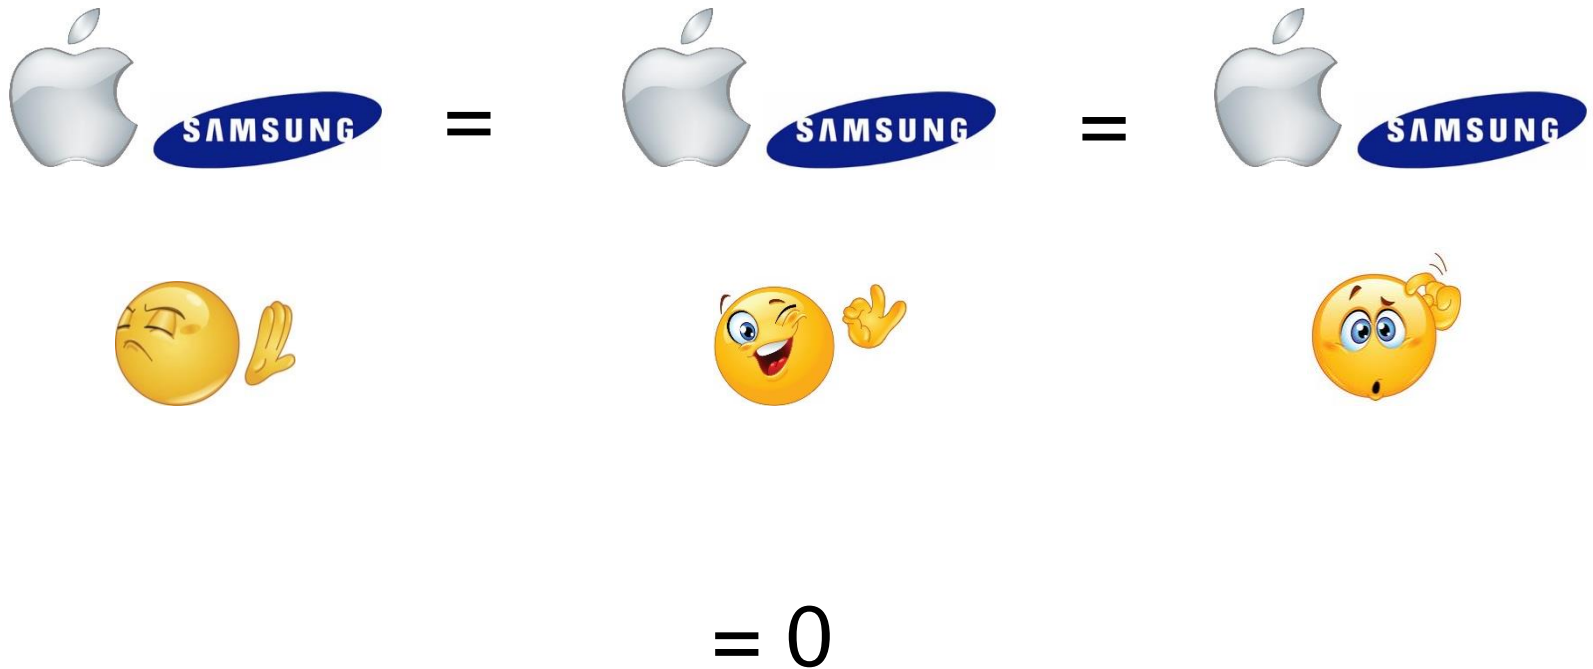 SAMSUNG = SAMSUNG = SAMSUNG
= 0